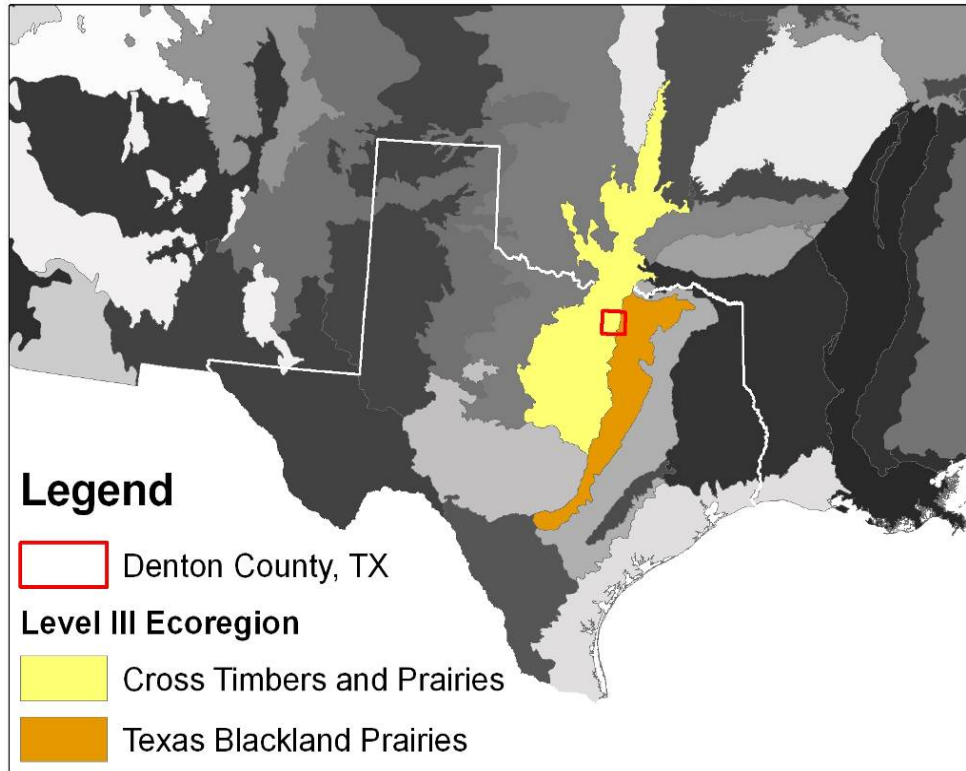 Legend
Denton County, TX
Level III Ecoregion
Cross Timbers and Prairies
Texas Blackland Prairies